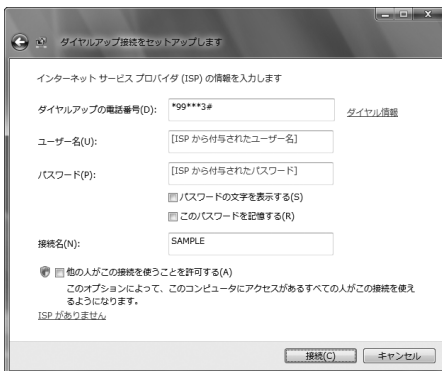 ダイヤルアップ接続をセットアップします
インターネット サービス プロバイダ (ISP) の情報を入力します
ダイヤルアップの電話番号(D):
*99***3#
ダイヤル情報
ユーザー名(U):
[ISP から付与されたユーザー名]
パスワード(P):
[ISP から付与されたパスワード]
パスワードの文字を表示する(S)
このパスワードを記憶する(R)
接続名(N):
SAMPLE
他の人がこの接続を使うことを許可する(A)
このオプションによって、このコンピュータにアクセスがあるすべての人がこの接続を使え
るようになります。
ISP がありません
接続(C)
キャンセル